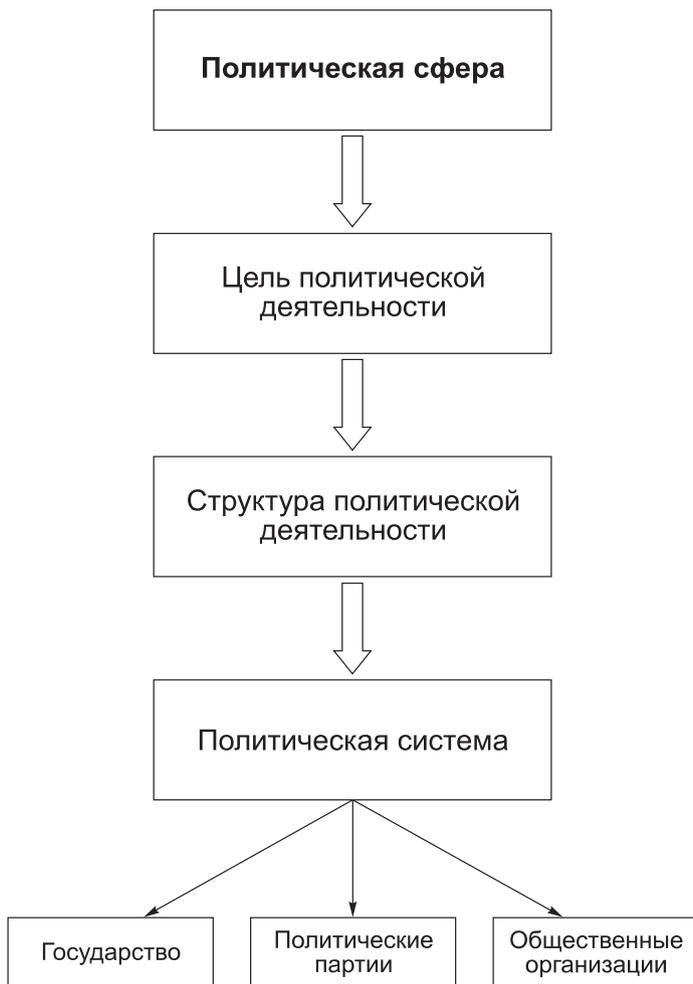 Политическая сфера
Цель политической
деятельности
Структура политической
деятельности
Политическая система
Государство
Политические
партии
Общественные
организации